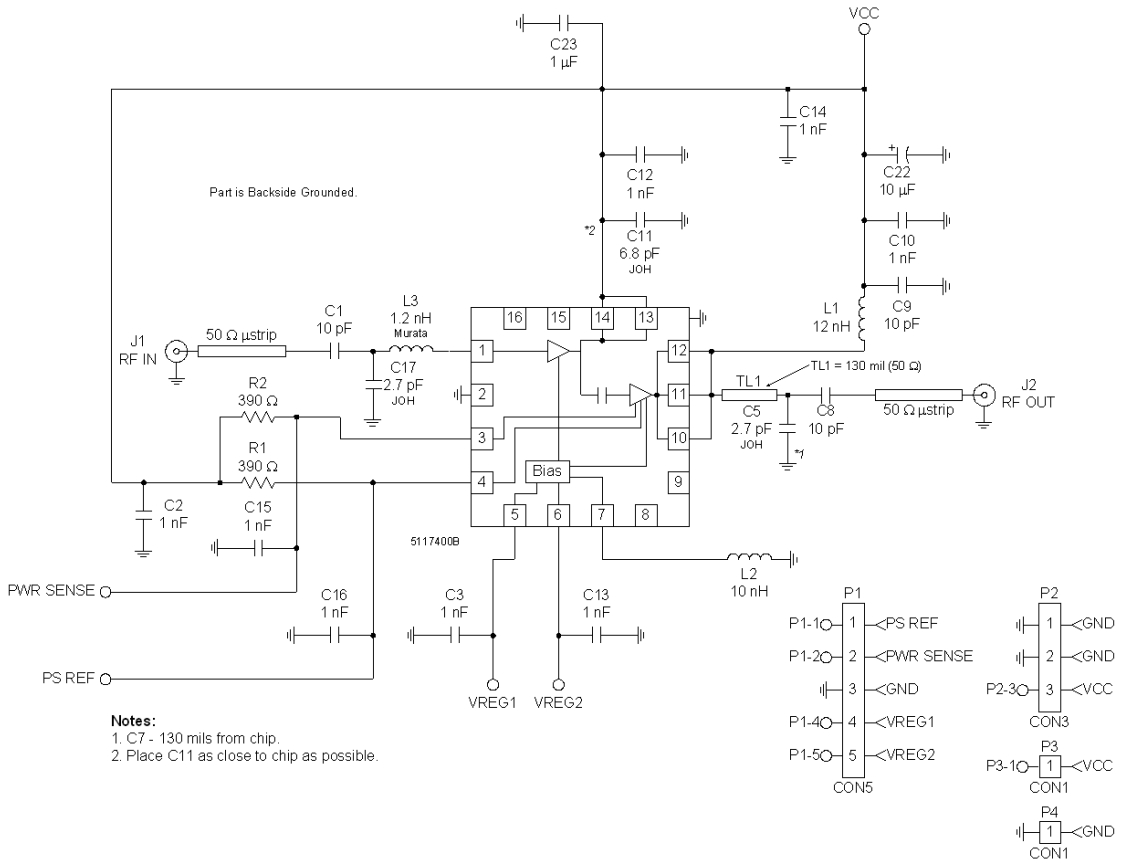 VCC
C23
1 µF
C14
1 nF
C12
1 nF
C22
10 µF
+
Part is Backside Grounded.
*2
C11
6.8 pF
JOH
C10
1 nF
L1
12 nH
C9
10 pF
J1
RF IN
50 Ω µstrip
C1
10 pF
L3
1.2 nH
Murata
C17
2.7 pF
JOH
16
15
14
13
1
2
3
4
12
11
10
9
Bias
5
6
7
8
TL1 = 130 mil (50 Ω)
TL1
C5
2.7 pF
JOH
*1
C8
10 pF
50 Ω µstrip
J2
RF OUT
R2
390 Ω
R1
390 Ω
C2
1 nF
C15
1 nF
5117400B
L2
10 nH
PWR SENSE
C16
1 nF
C3
1 nF
C13
1 nF
PS REF
VREG1
VREG2
P1
P1-1 1 PS REF
P1-2 2 PWR SENSE
3 GND
P1-4 4 VREG1
P1-5 5 VREG2
CON5
P2
1 GND
2 GND
P2-3 3 VCC
CON3
P3
P3-1 1 VCC
CON1
P4
1 GND
CON1
Notes:
1. C7 - 130 mils from chip.
2. Place C11 as close to chip as possible.